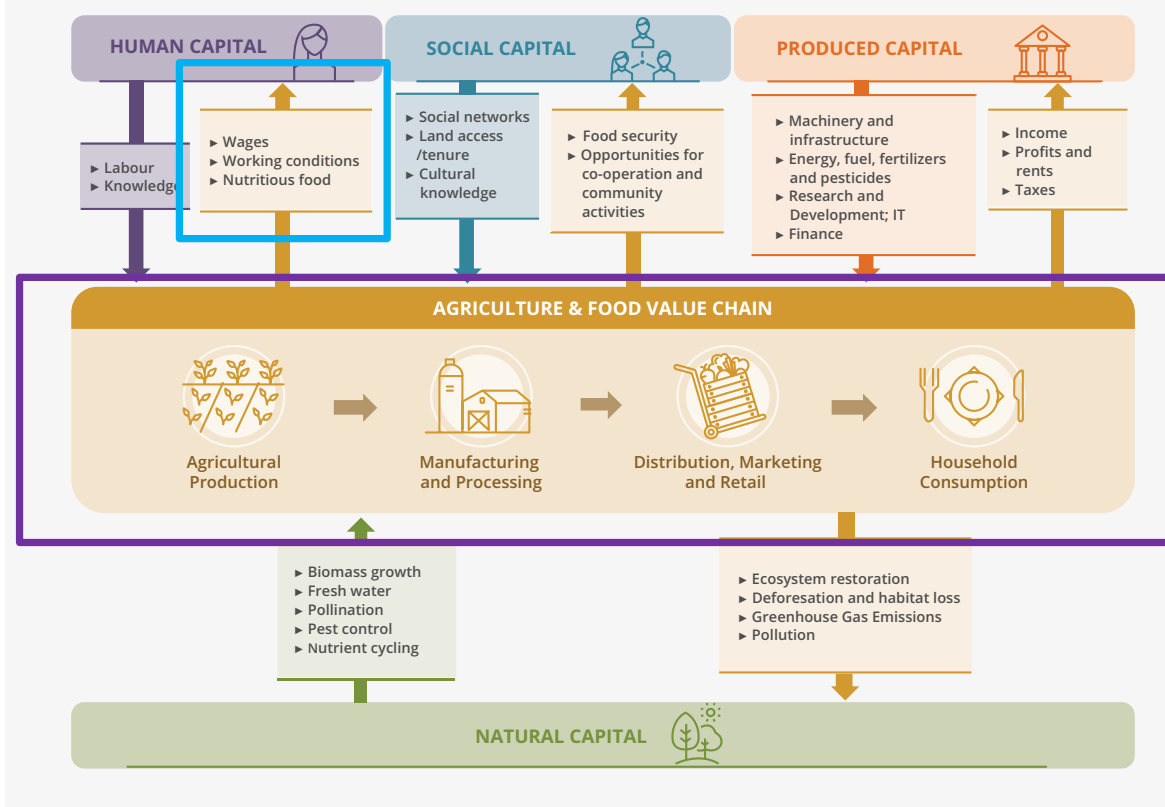 HUMAN CAPITAL
SOCIAL CAPITAL
PRODUCED CAPITAL
► Labour
► Knowledge
► Wages
► Working conditions
► Nutritious food
► Social networks
► Land access
/tenure
► Cultural
knowledge
► Food security
► Opportunities for
co-operation and
community
activities
► Machinery and
infrastructure
► Energy, fuel, fertilizers
and pesticides
► Research and
Development; IT
► Finance
► Income
► Profits and
rents
► Taxes
AGRICULTURE & FOOD VALUE CHAIN
Agricultural
Production
Manufacturing
and Processing
Distribution, Marketing
and Retail
Household
Consumption
► Biomass growth
► Fresh water
► Pollination
► Pest control
► Nutrient cycling
► Ecosystem restoration
► Deforesation and habitat loss
► Greenhouse Gas Emissions
► Pollution
NATURAL CAPITAL